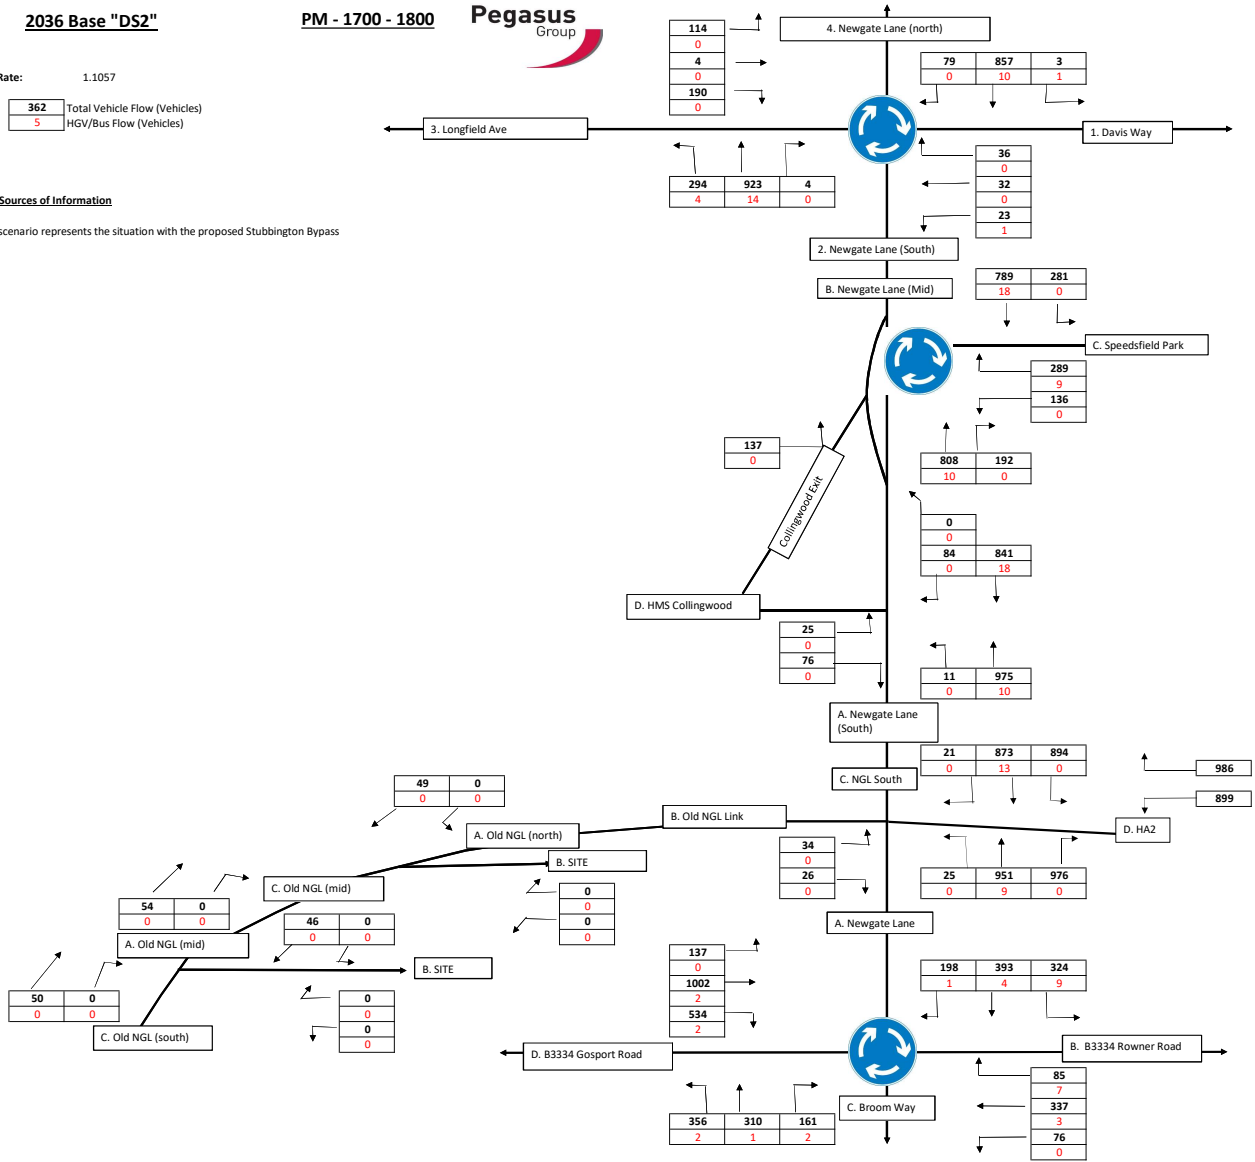 2036 Base "DS2"
PM - 1700 - 1800
Pegasus
Group
Rate: 1.1057
362 Total Vehicle Flow (Vehicles)
5 HGV/Bus Flow (Vehicles)
Sources of Information
scenario represents the situation with the proposed Stubbington Bypass
114
0
4
0
190
0
4. Newgate Lane (north)
79 857 3
0 10 1
3. Longfield Ave
1. Davis Way
294 923 4
4 14 0
36
0
32
0
23
1
2. Newgate Lane (South)
B. Newgate Lane (Mid)
789 281
18 0
C. Speedsfield Park
289
9
136
0
137
0
808 192
10 0
Collingwood Exit
0
0
84 841
0 18
D. HMS Collingwood
25
0
76
0
11 975
0 10
A. Newgate Lane
(South)
21 873 894
0 13 0
986
899
C. NGL South
49 0
0 0
B. Old NGL Link
D. HA2
A. Old NGL (north)
B. SITE
34
0
26
0
25 951 976
0 9 0
C. Old NGL (mid)
0
0
0
0
54 0
0 0
46 0
0 0
A. Newgate Lane
A. Old NGL (mid)
B. SITE
137
0
1002
2
534
2
198 393 324
1 4 9
50 0
0 0
0
0
0
0
C. Old NGL (south)
D. B3334 Gosport Road
B. B3334 Rowner Road
85
7
337
3
76
0
C. Broom Way
356 310 161
2 1 2